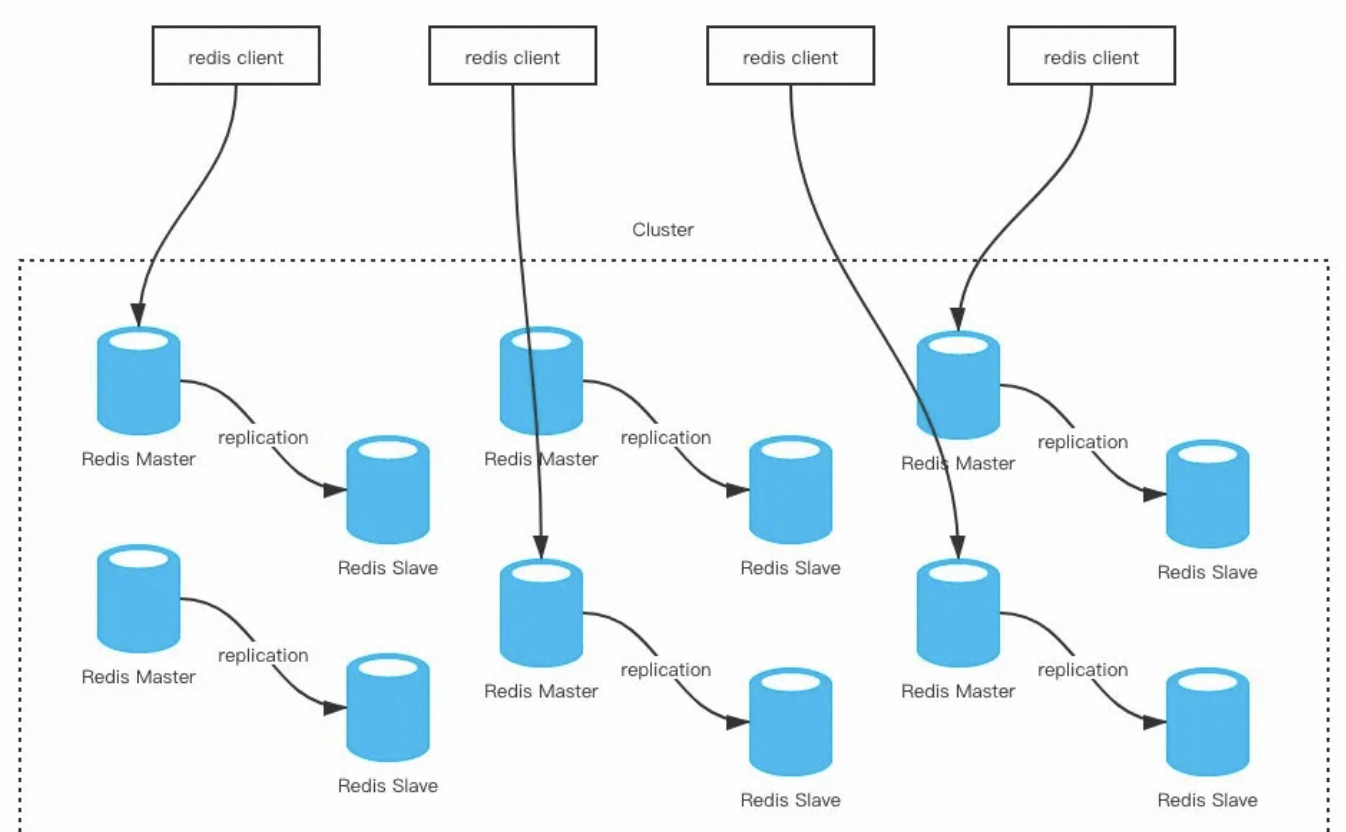 redis client
redis client
redis client
redis client
Cluster
replication
replication
replication
Redis Master
Redis Master
Redis Master
Redis Slave
Redis Slave
Redis Slave
replication
replication
replication
Redis Master
Redis Master
Redis Master
Redis Slave
Redis Slave
Redis Slave